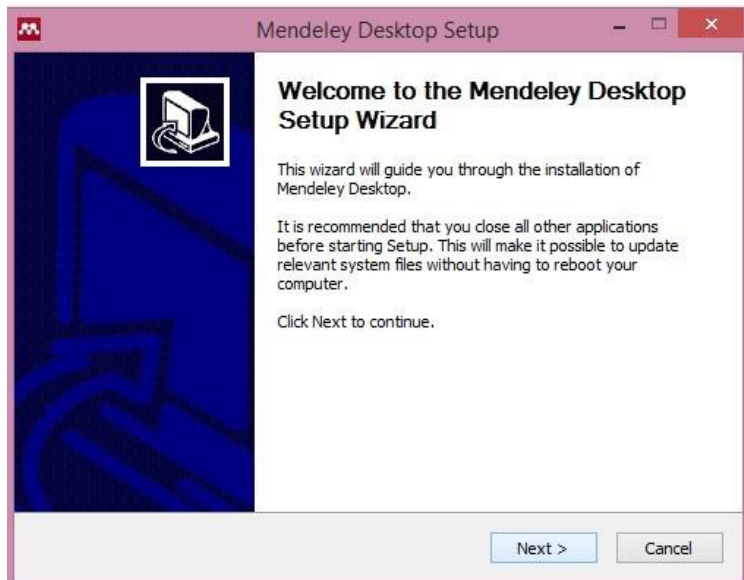 Mendeley Desktop Setup
Welcome to the Mendeley Desktop
Setup Wizard
This wizard will guide you through the installation of
Mendeley Desktop.
It is recommended that you close all other applications
before starting Setup. This will make it possible to update
relevant system files without having to reboot your
computer.
Click Next to continue.
Next >
Cancel